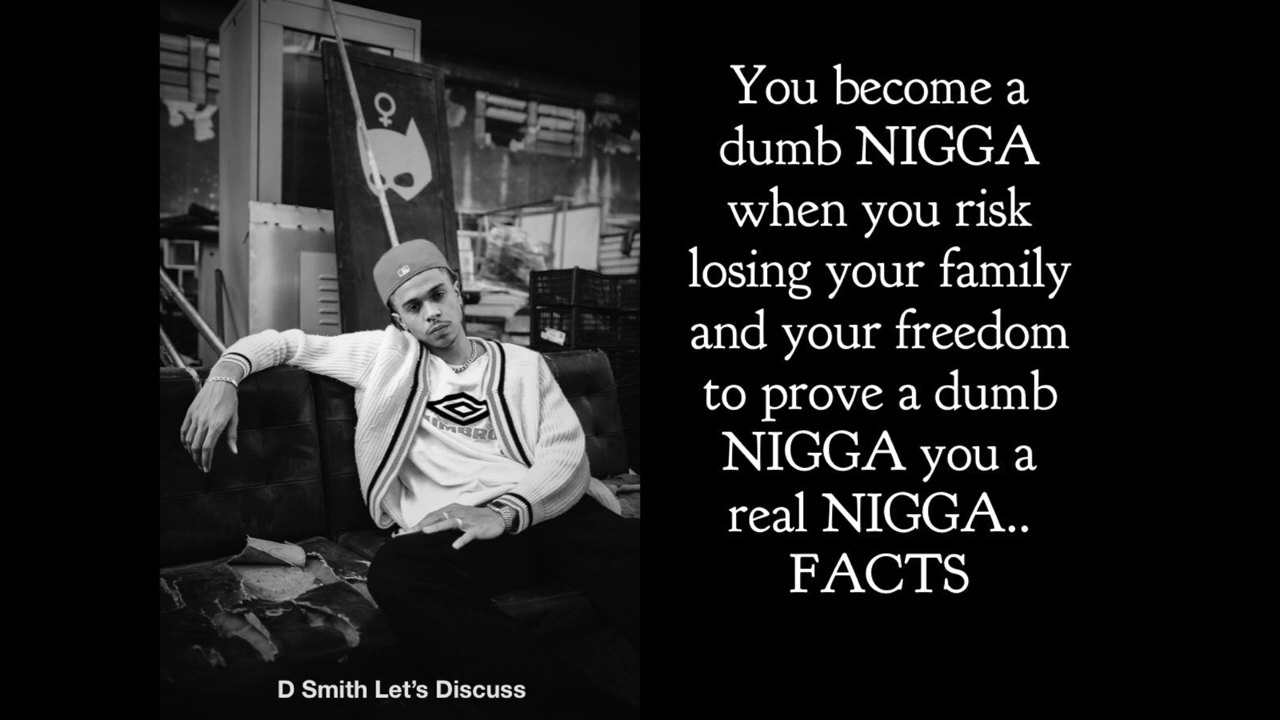 You become a
dumb NIGGA
when you risk
losing your family
and your freedom
to prove a dumb
NIGGA you a
real NIGGA..
FACTS
UMBRO
D Smith Let's Discuss